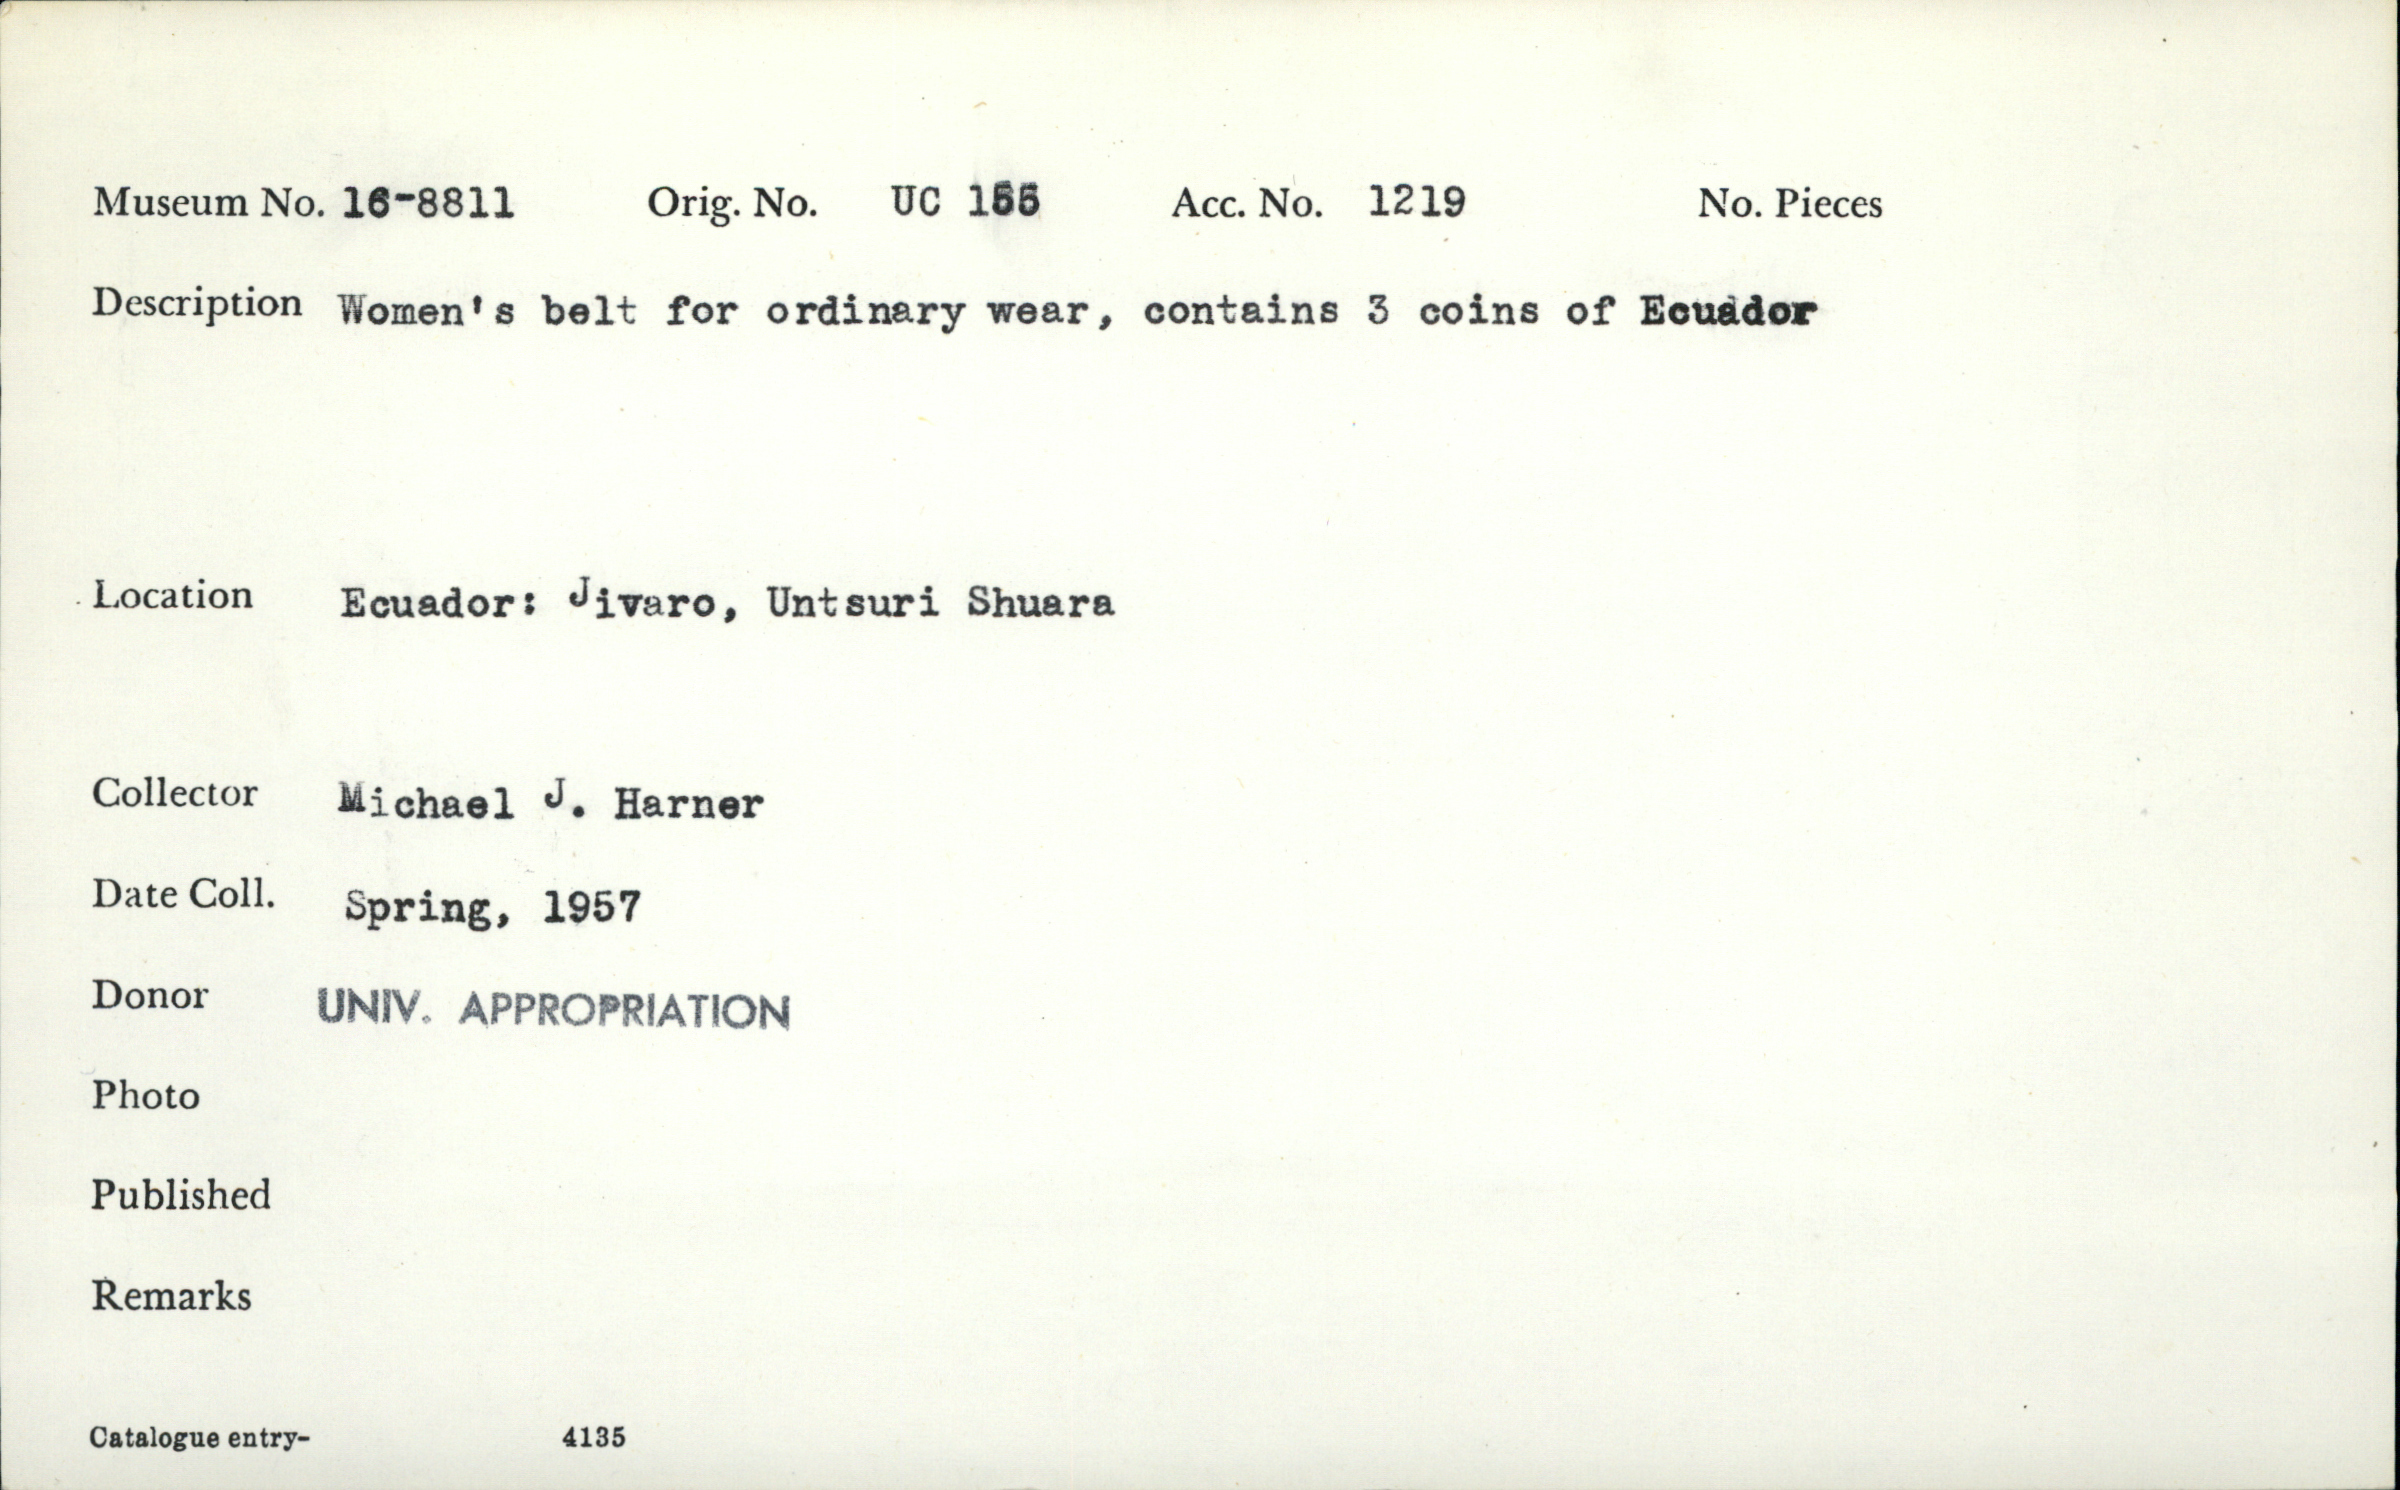 Museum No. 16-8811 Orig. No. UC 155 Acc. No. 1219 No. Pieces
Description Women's belt for ordinary wear, contains 3 coins of Ecuador
Location Ecuador: Jivaro, Untsuri Shuara
Collector Michael J. Harner
Date Coll. Spring, 1957
Donor UNIV. APPROPRIATION
Photo
Published
Remarks
Catalogue entry- 4135